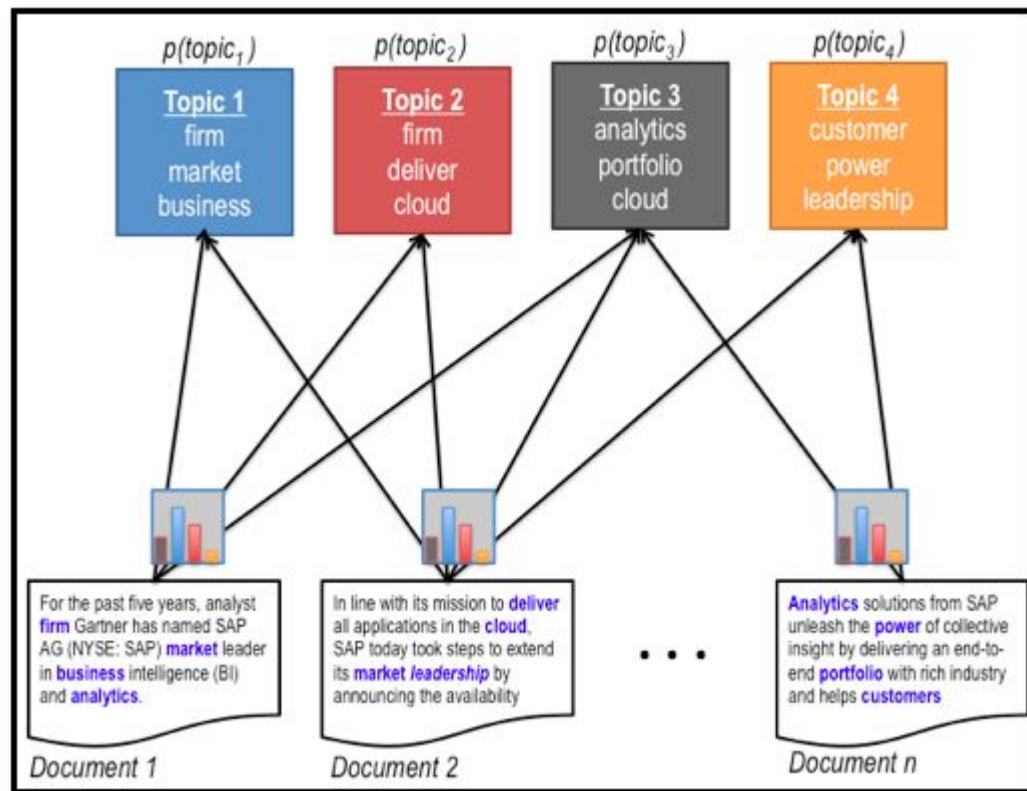 p(topic₁) p(topic₂) p(topic₃) p(topic₄)
Topic 1
firm
market
business
Topic 2
firm
deliver
cloud
Topic 3
analytics
portfolio
cloud
Topic 4
customer
power
leadership
For the past five years, analyst
firm Gartner has named SAP
AG (NYSE: SAP) market leader
in business intelligence (BI)
and analytics.
Document 1
In line with its mission to deliver
all applications in the cloud,
SAP today took steps to extend
its market leadership by
announcing the availability
Document 2
• • •
Analytics solutions from SAP
unleash the power of collective
insight by delivering an end-to-
end portfolio with rich industry
and helps customers
Document n